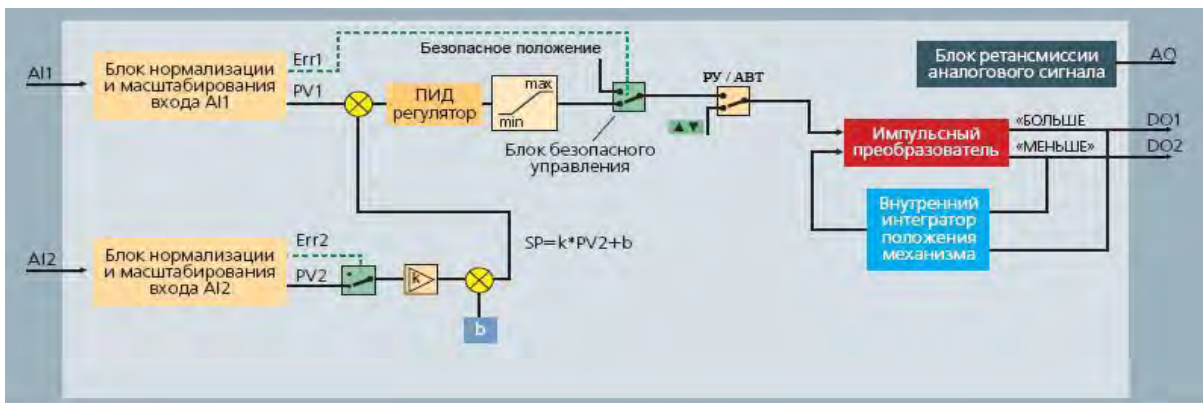 Безопасное положение
Блок ретансмиссии
аналогового сигнала
AO
AI1
Блок нормализации
и масштабирования
входа AI1
Err1
PV1
ПИД
регулятор
max
min
РУ / АВТ
▲▼
Блок безопасного
управления
Импульсный
преобразователь
«БОЛЬШЕ
«МЕНЬШЕ»
DO1
DO2
Внутренний
интегратор
положения
механизма
AI2
Блок нормализации
и масштабирования
входа AI2
Err2
PV2
k
SP=k*PV2+b
b